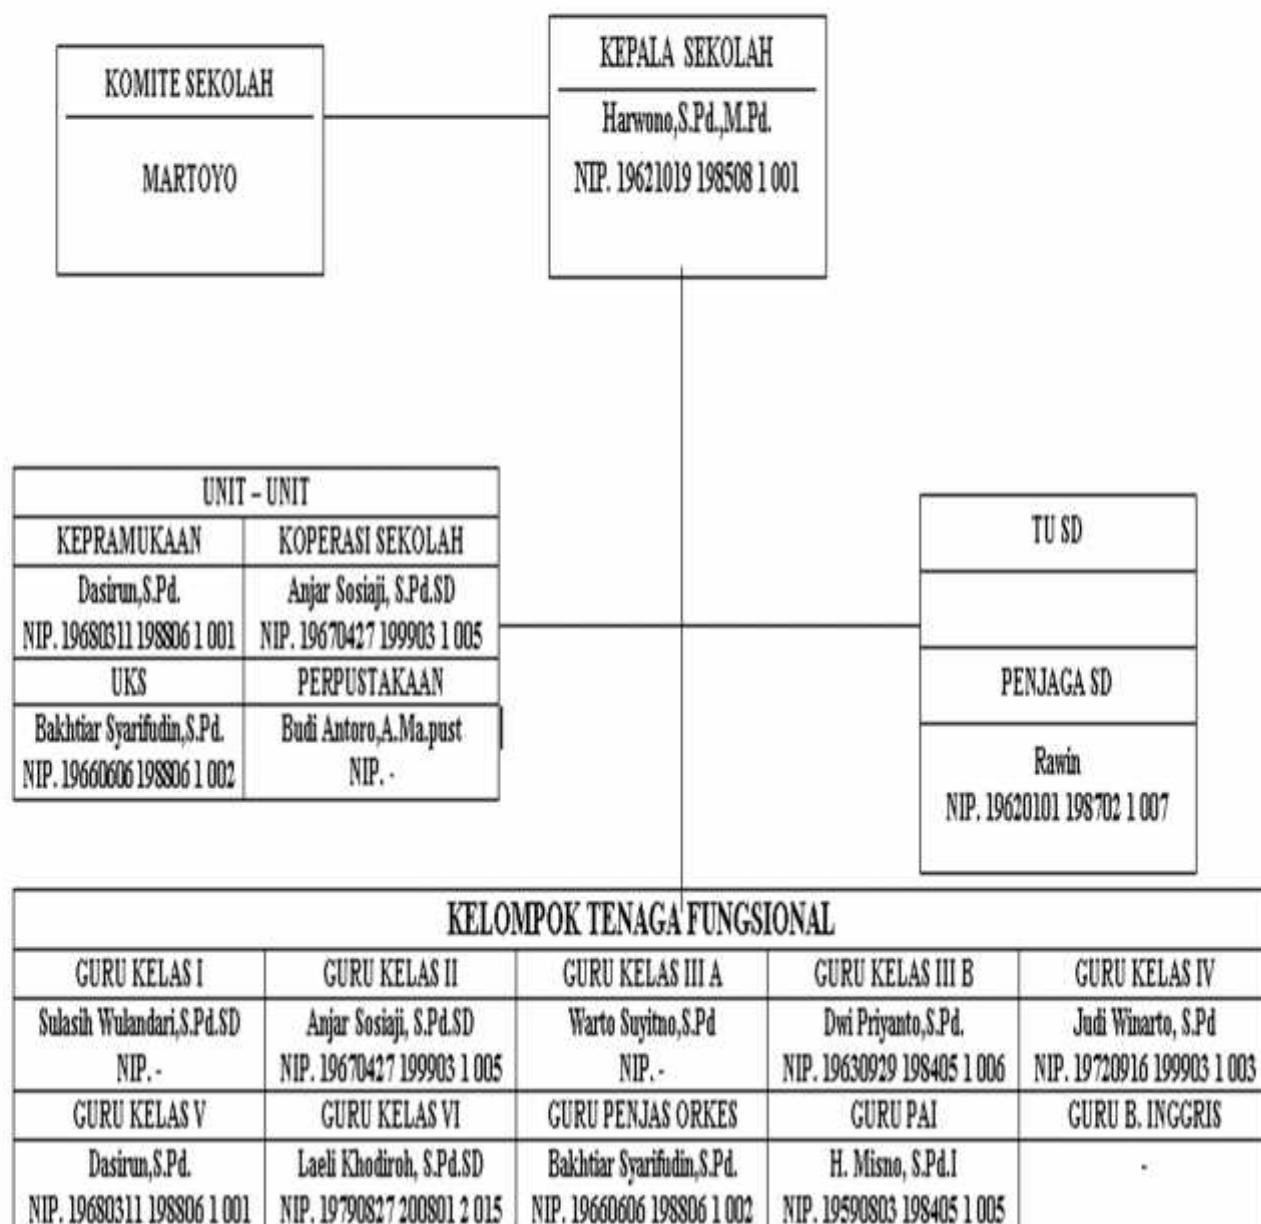 KOMITE SEKOLAH
MARTOYO
KEPALA SEKOLAH
Harwono,S.Pd.,M.Pd.
NIP. 19621019 198508 1 001
UNIT – UNIT
KEPRAMUKAAN
Dasirun,S.Pd.
NIP. 19680311 198806 1 001
KOPERASI SEKOLAH
Anjar Sosiaji, S.Pd.SD
NIP. 19670427 199903 1 005
UKS
Bakhtiar Syarifudin,S.Pd.
NIP. 19660606 198806 1 002
PERPUSTAKAAN
Budi Antoro,A.Ma.pust
NIP. -
TU SD
PENJAGA SD
Rawin
NIP. 19620101 198702 1 007
KELOMPOK TENAGA FUNGSIONAL
GURU KELAS I
Sulasih Wulandari,S.Pd.SD
NIP. -
GURU KELAS II
Anjar Sosiaji, S.Pd.SD
NIP. 19670427 199903 1 005
GURU KELAS III A
Warto Suyitno,S.Pd
NIP. -
GURU KELAS III B
Dwi Priyanto,S.Pd.
NIP. 19630929 198405 1 006
GURU KELAS IV
Judi Winarto, S.Pd
NIP. 19720916 199903 1 003
GURU KELAS V
Dasirun,S.Pd.
NIP. 19680311 198806 1 001
GURU KELAS VI
Laeli Khodiroh, S.Pd.SD
NIP. 19790827 200801 2 015
GURU PENJAS ORKES
Bakhtiar Syarifudin,S.Pd.
NIP. 19660606 198806 1 002
GURU PAI
H. Misno, S.Pd.I
NIP. 19590803 198405 1 005
GURU B. INGGRIS
-